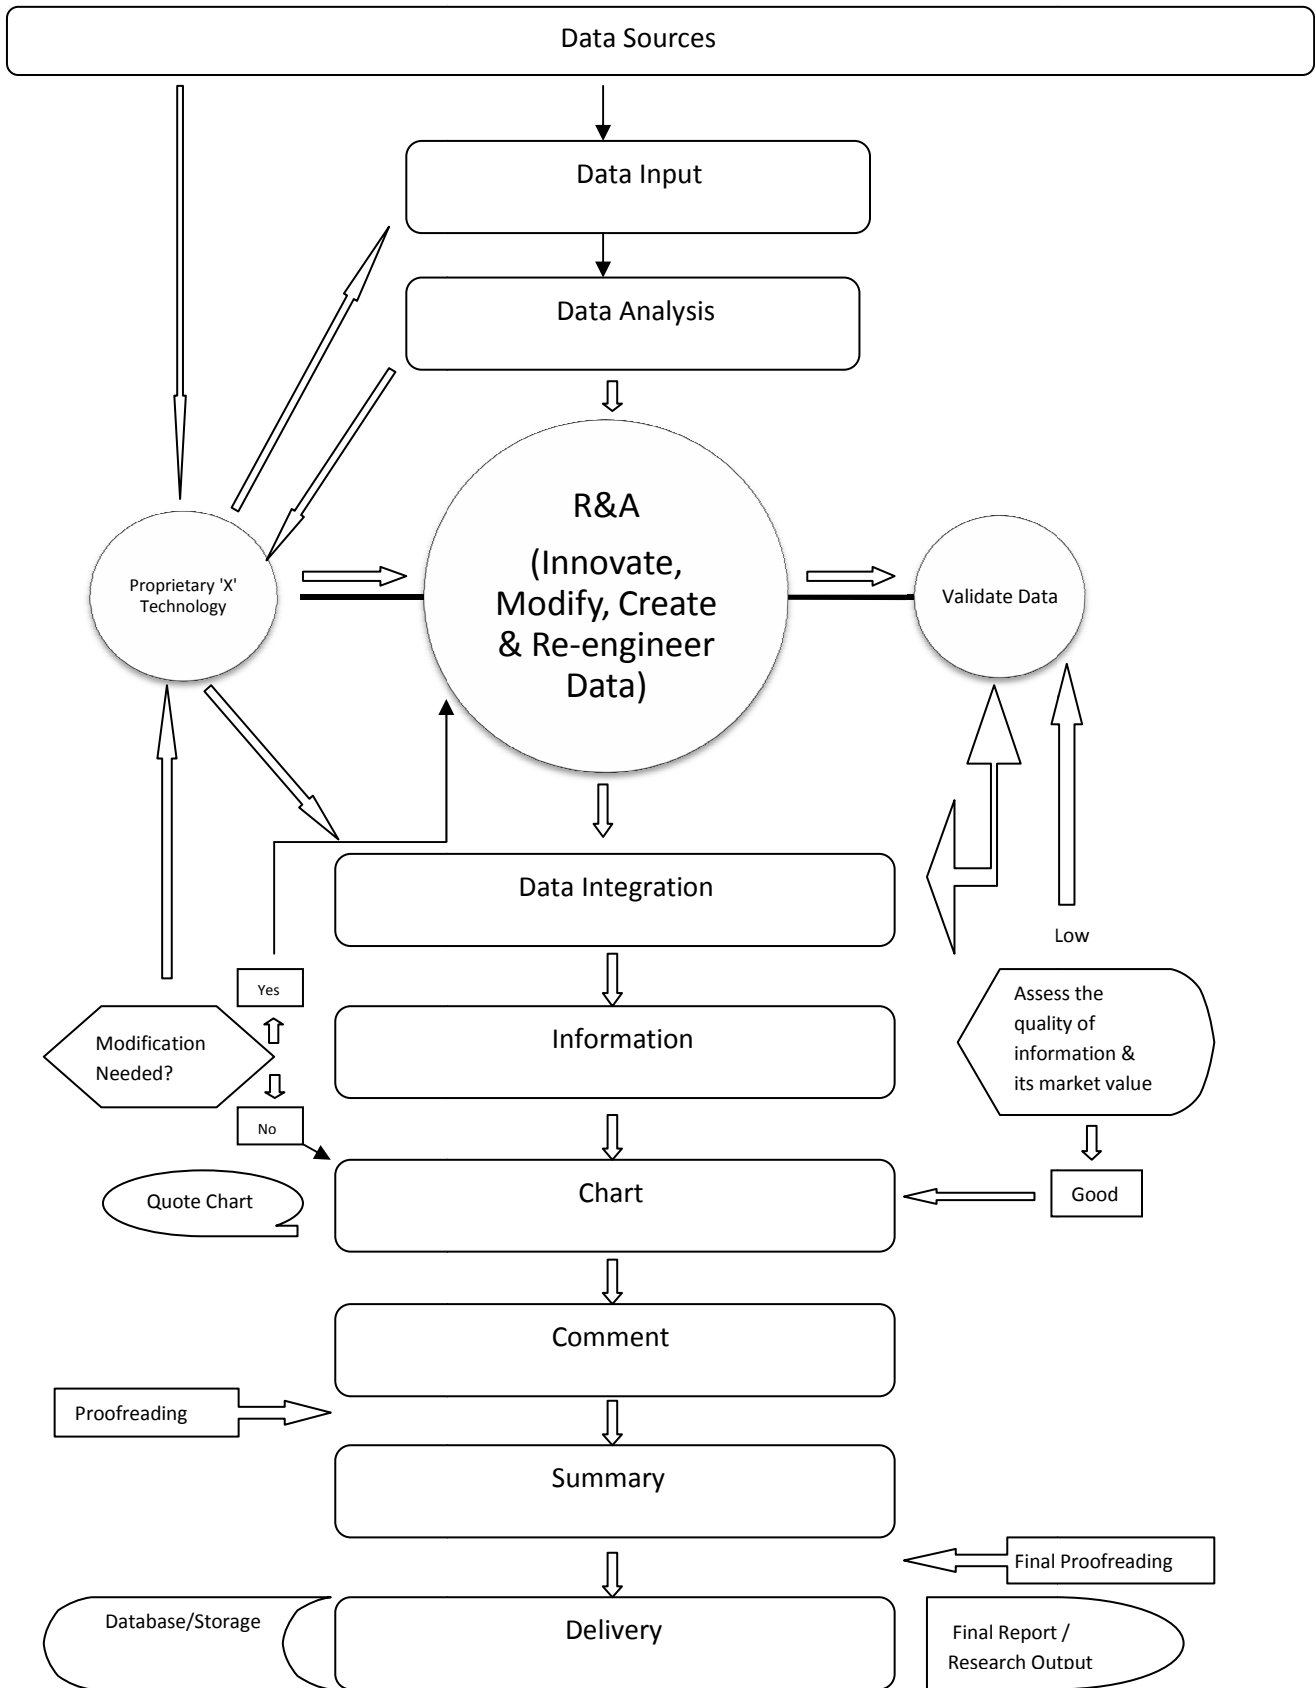 Data Sources
Data Input
Data Analysis
R&A
(Innovate,
Modify, Create
& Re-engineer
Data)
Proprietary 'X'
Technology
Validate Data
Data Integration
Low
Yes
Assess the
quality of
information &
its market value
Modification
Needed?
Information
No
Quote Chart
Chart
Good
Comment
Proofreading
Summary
Final Proofreading
Database/Storage
Delivery
Final Report /
Research Output